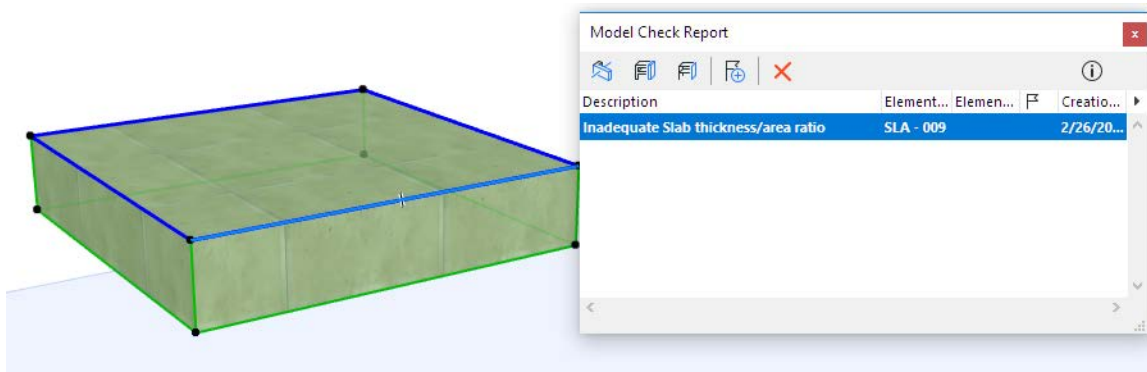 Model Check Report
x
Description Element... Elemen... Creatio...
Inadequate Slab thickness/area ratio SLA - 009 2/26/20...